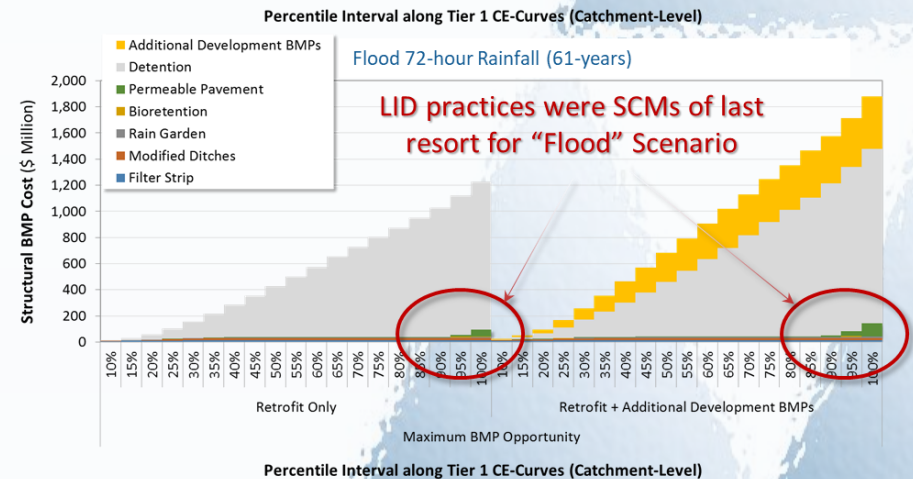 Percentile Interval along Tier 1 CE-Curves (Catchment-Level)
Additional Development BMPs
Detention
Permeable Pavement
Bioretention
Rain Garden
Modified Ditches
Filter Strip
Flood 72-hour Rainfall (61-years)
LID practices were SCMs of last
resort for “Flood” Scenario
Structural BMP Cost ($ Million)
2,000
1,800
1,600
1,400
1,200
1,000
800
600
400
200
0
10% 15% 20% 25% 30% 35% 40% 45% 50% 55% 60% 65% 70% 75% 80% 85% 90% 95% 100% 10% 15% 20% 25% 30% 35% 40% 45% 50% 55% 60% 65% 70% 75% 80% 85% 90% 95% 100%
Retrofit Only
Retrofit + Additional Development BMPs
Maximum BMP Opportunity
Percentile Interval along Tier 1 CE-Curves (Catchment-Level)